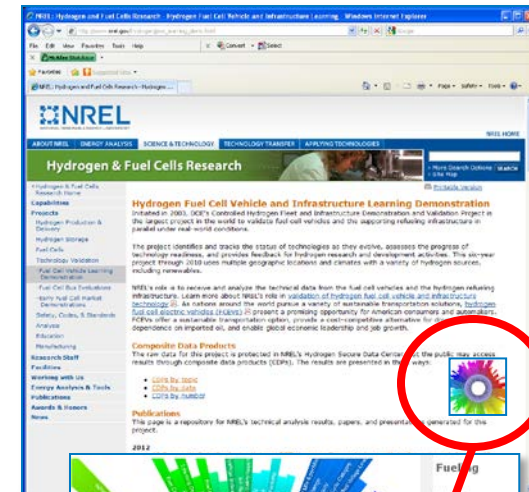 NREL: Hydrogen and Fuel Cells Research - Hydrogen Fuel Cell Vehicle and Infrastructure Learning Windows Internet Explorer
File Edit View Favorites Tools Help
Convert Select
Favorites
NREL: Hydrogen and Fuel Cells Research - Hydrogen ...
Page Safety Tools
NREL
NREL HOME
ABOUT NREL ENERGY ANALYSIS SCIENCE & TECHNOLOGY TECHNOLOGY TRANSFER APPLYING TECHNOLOGIES
Hydrogen & Fuel Cells Research
More Search Options SEARCH
Site Map
Hydrogen & Fuel Cells Research Home
Printable Version
Capabilities
Projects
Hydrogen Production & Delivery
Hydrogen Storage
Fuel Cells
Technology Validation
Fuel Cell Vehicle Learning Demonstration
Fuel Cell Bus Evaluations
Early Fuel Cell Market Demonstrations
Safety, Codes, & Standards
Analysis
Education
Manufacturing
Research Staff
Facilities
Working with Us
Energy Analysis & Tools
Publications
Awards & Honors
News
Hydrogen Fuel Cell Vehicle and Infrastructure Learning Demonstration
Initiated in 2003, DOE's Controlled Hydrogen Fleet and Infrastructure Demonstration and Validation Project is
the largest project in the world to validate fuel cell vehicles and the supporting refueling infrastructure in
parallel under real-world conditions.
The project identifies and tracks the status of technologies as they evolve, assesses the progress of
technology readiness, and provides feedback for hydrogen research and development activities. This six-year
project through 2010 uses multiple geographic locations and climates with a variety of hydrogen sources,
including renewables.
NREL's role is to receive and analyze the technical data from the fuel cell vehicles and the hydrogen refueling
infrastructure. Learn more about NREL's role in validation of hydrogen fuel cell vehicle and infrastructure
technology. As nations around the world pursue a variety of sustainable transportation solutions, hydrogen
fuel cell electric vehicles (FCEVs) present a promising opportunity for American consumers and automakers.
FCEVs offer a sustainable transportation option, provide a cost-competitive alternative for
dependence on imported oil, and enable global economic leadership and job growth.
Composite Data Products
The raw data for this project is protected in NREL's Hydrogen Secure Data Center, but the public may access
results through composite data products (CDPs). The results are presented in ways:
CDPs by topic
CDPs by date
CDPs by number
Publications
This page is a repository for NREL's technical analysis results, papers, and generated for this
project.
2012
Fueling